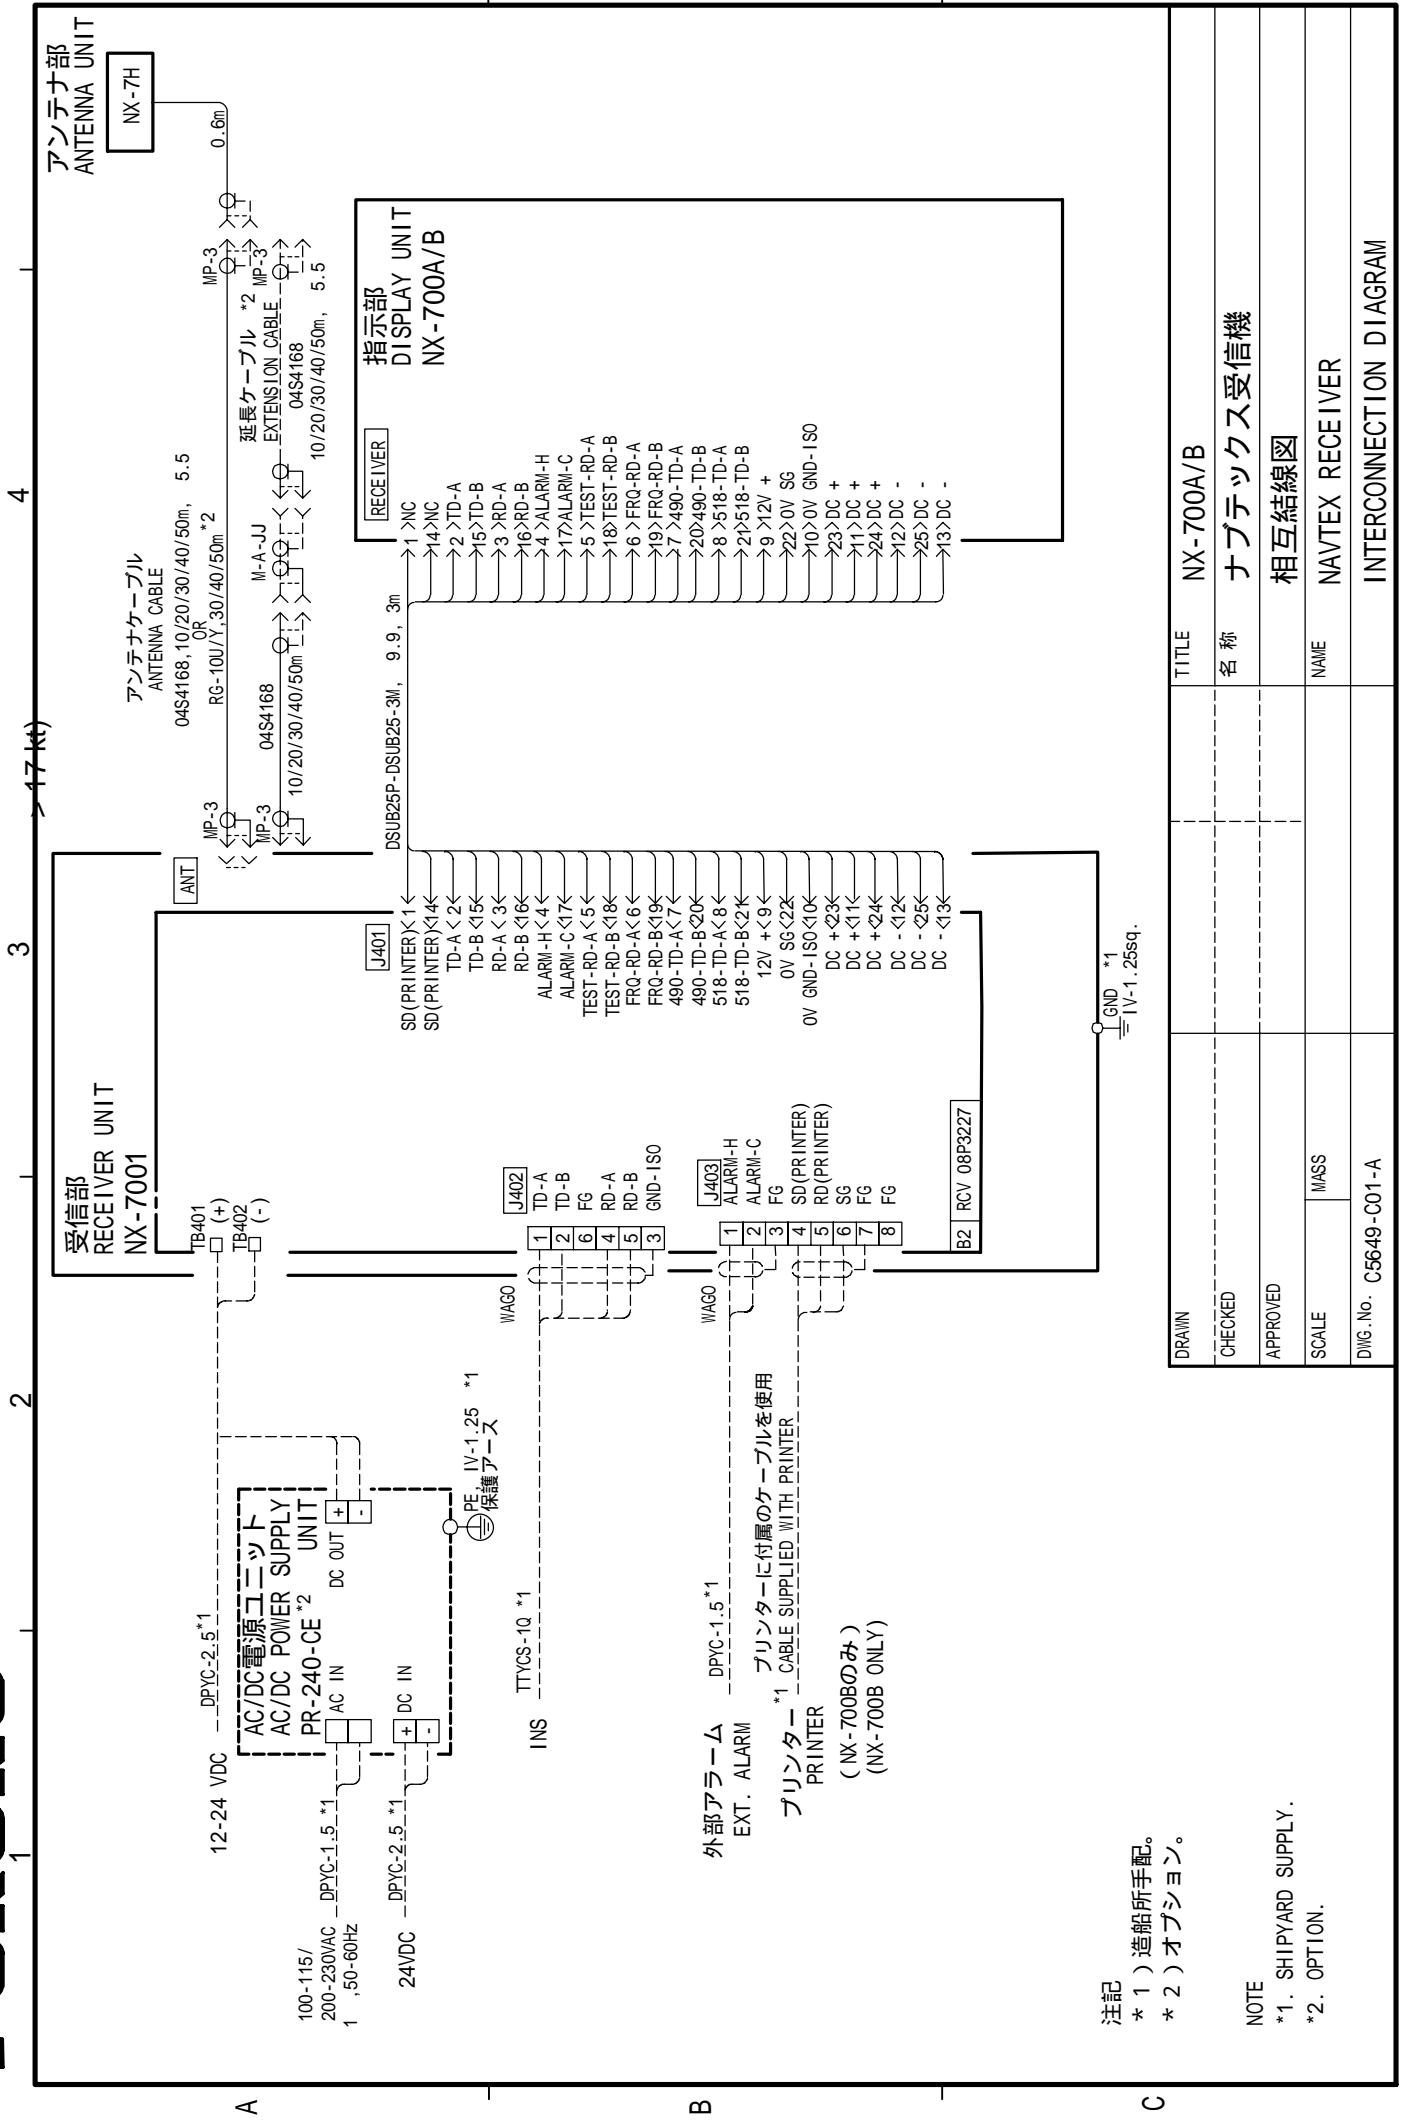 1
2
3
4
A
B
C
> 17 kt)
アンテナ部
ANTENNA UNIT
NX-7H
0.6m
アンテナケーブル
ANTENNA CABLE
04S4168,10/20/30/40/50m, 5.5
OR
RG-10U/Y,30/40/50m *2
MP-3
MP-3
延長ケーブル *2
EXTENSION CABLE
04S4168
10/20/30/40/50m, 5.5
MP-3
M-A-JJ
04S4168
10/20/30/40/50m
MP-3
受信部
RECEIVER UNIT
NX-7001
ANT
TB401
(+)
TB402
(-)
指示部
DISPLAY UNIT
NX-700A/B
RECEIVER
1 NC
14 NC
2 TD-A
15 TD-B
3 RD-A
16 RD-B
4 ALARM-H
17 ALARM-C
5 TEST-RD-A
18 TEST-RD-B
6 FRQ-RD-A
19 FRQ-RD-B
7 490-TD-A
20 490-TD-B
8 518-TD-A
21 518-TD-B
9 12V +
22 0V SG
10 0V GND-ISO
23 DC +
11 DC +
24 DC +
12 DC -
25 DC -
13 DC -
DSUB25P-DSUB25-3M, 9.9, 3m
J401
SD(PRINTER) 1
SD(PRINTER) 14
TD-A 2
TD-B 15
RD-A 3
RD-B 16
ALARM-H 4
ALARM-C 17
TEST-RD-A 5
TEST-RD-B 18
FRQ-RD-A 6
FRQ-RD-B 19
490-TD-A 7
490-TD-B 20
518-TD-A 8
518-TD-B 21
12V + 9
0V SG 22
0V GND-ISO 10
DC + 23
DC + 11
DC + 24
DC - 12
DC - 25
DC - 13
J402
1 TD-A
2 TD-B
6 FG
4 RD-A
5 RD-B
3 GND-ISO
WAGO
J403
1 ALARM-H
2 ALARM-C
3 FG
4 SD(PRINTER)
5 RD(PRINTER)
6 SG
7 FG
8 FG
WAGO
B2 RCV 08P3227
GND *1
IV-1.25sq.
12-24 VDC
DPYC-2.5 *1
AC/DC電源ユニット
AC/DC POWER SUPPLY
UNIT
PR-240-CE *2
AC IN
DC OUT
+
-
DC IN
+
-
100-115/
200-230VAC
1 ,50-60Hz
DPYC-1.5 *1
24VDC
DPYC-2.5 *1
PE, IV-1.25 *1
保護アース
INS
TTYCS-1Q *1
外部アラーム
EXT. ALARM
DPYC-1.5 *1
プリンターに付属のケーブルを使用
プリンター *1 CABLE SUPPLIED WITH PRINTER
PRINTER
(NX-700Bのみ)
(NX-700B ONLY)
注記
*1)造船所手配。
*2)オプション。
NOTE
*1. SHIPYARD SUPPLY.
*2. OPTION.
DRAWN
CHECKED
APPROVED
SCALE
MASS
DWG.No. C5649-C01-A
TITLE NX-700A/B
名称 ナブテックス受信機
相互結線図
NAME NAVTEX RECEIVER
INTERCONNECTION DIAGRAM